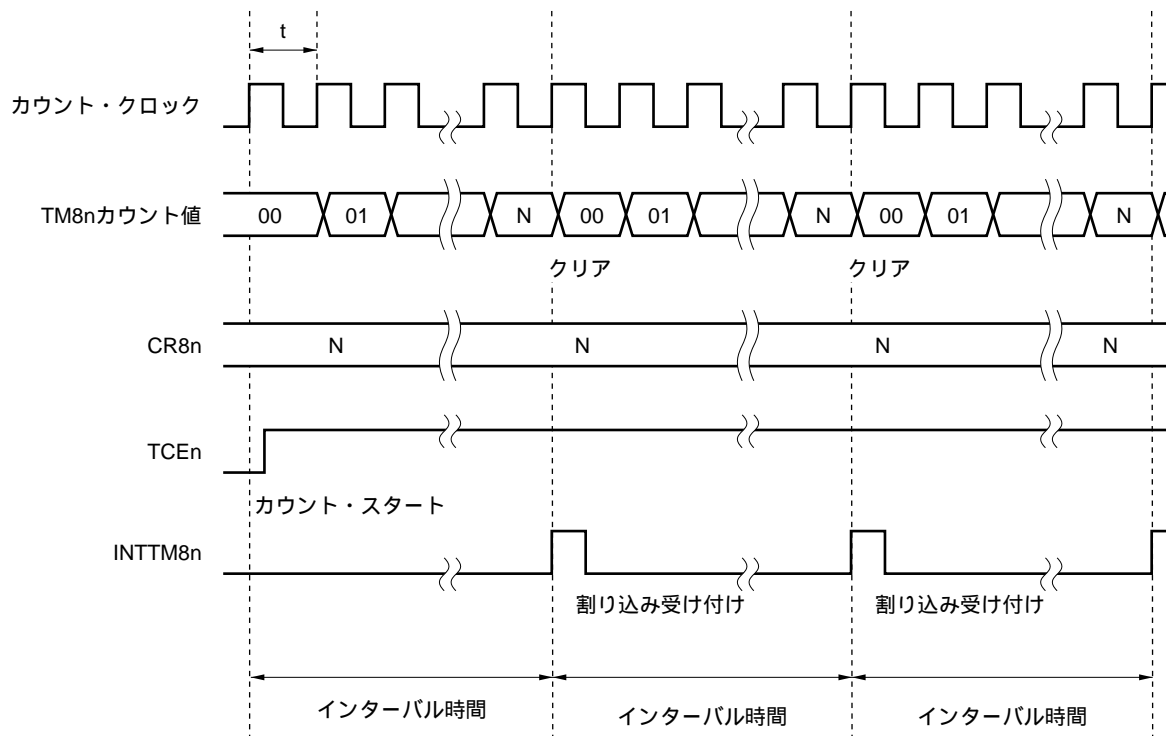 t
カウント・クロック
TM8nカウント値 00 01 N 00 01 N 00 01 N
クリア クリア
CR8n N N N N
TCEn
カウント・スタート
INTTM8n
割り込み受け付け 割り込み受け付け
インターバル時間 インターバル時間 インターバル時間